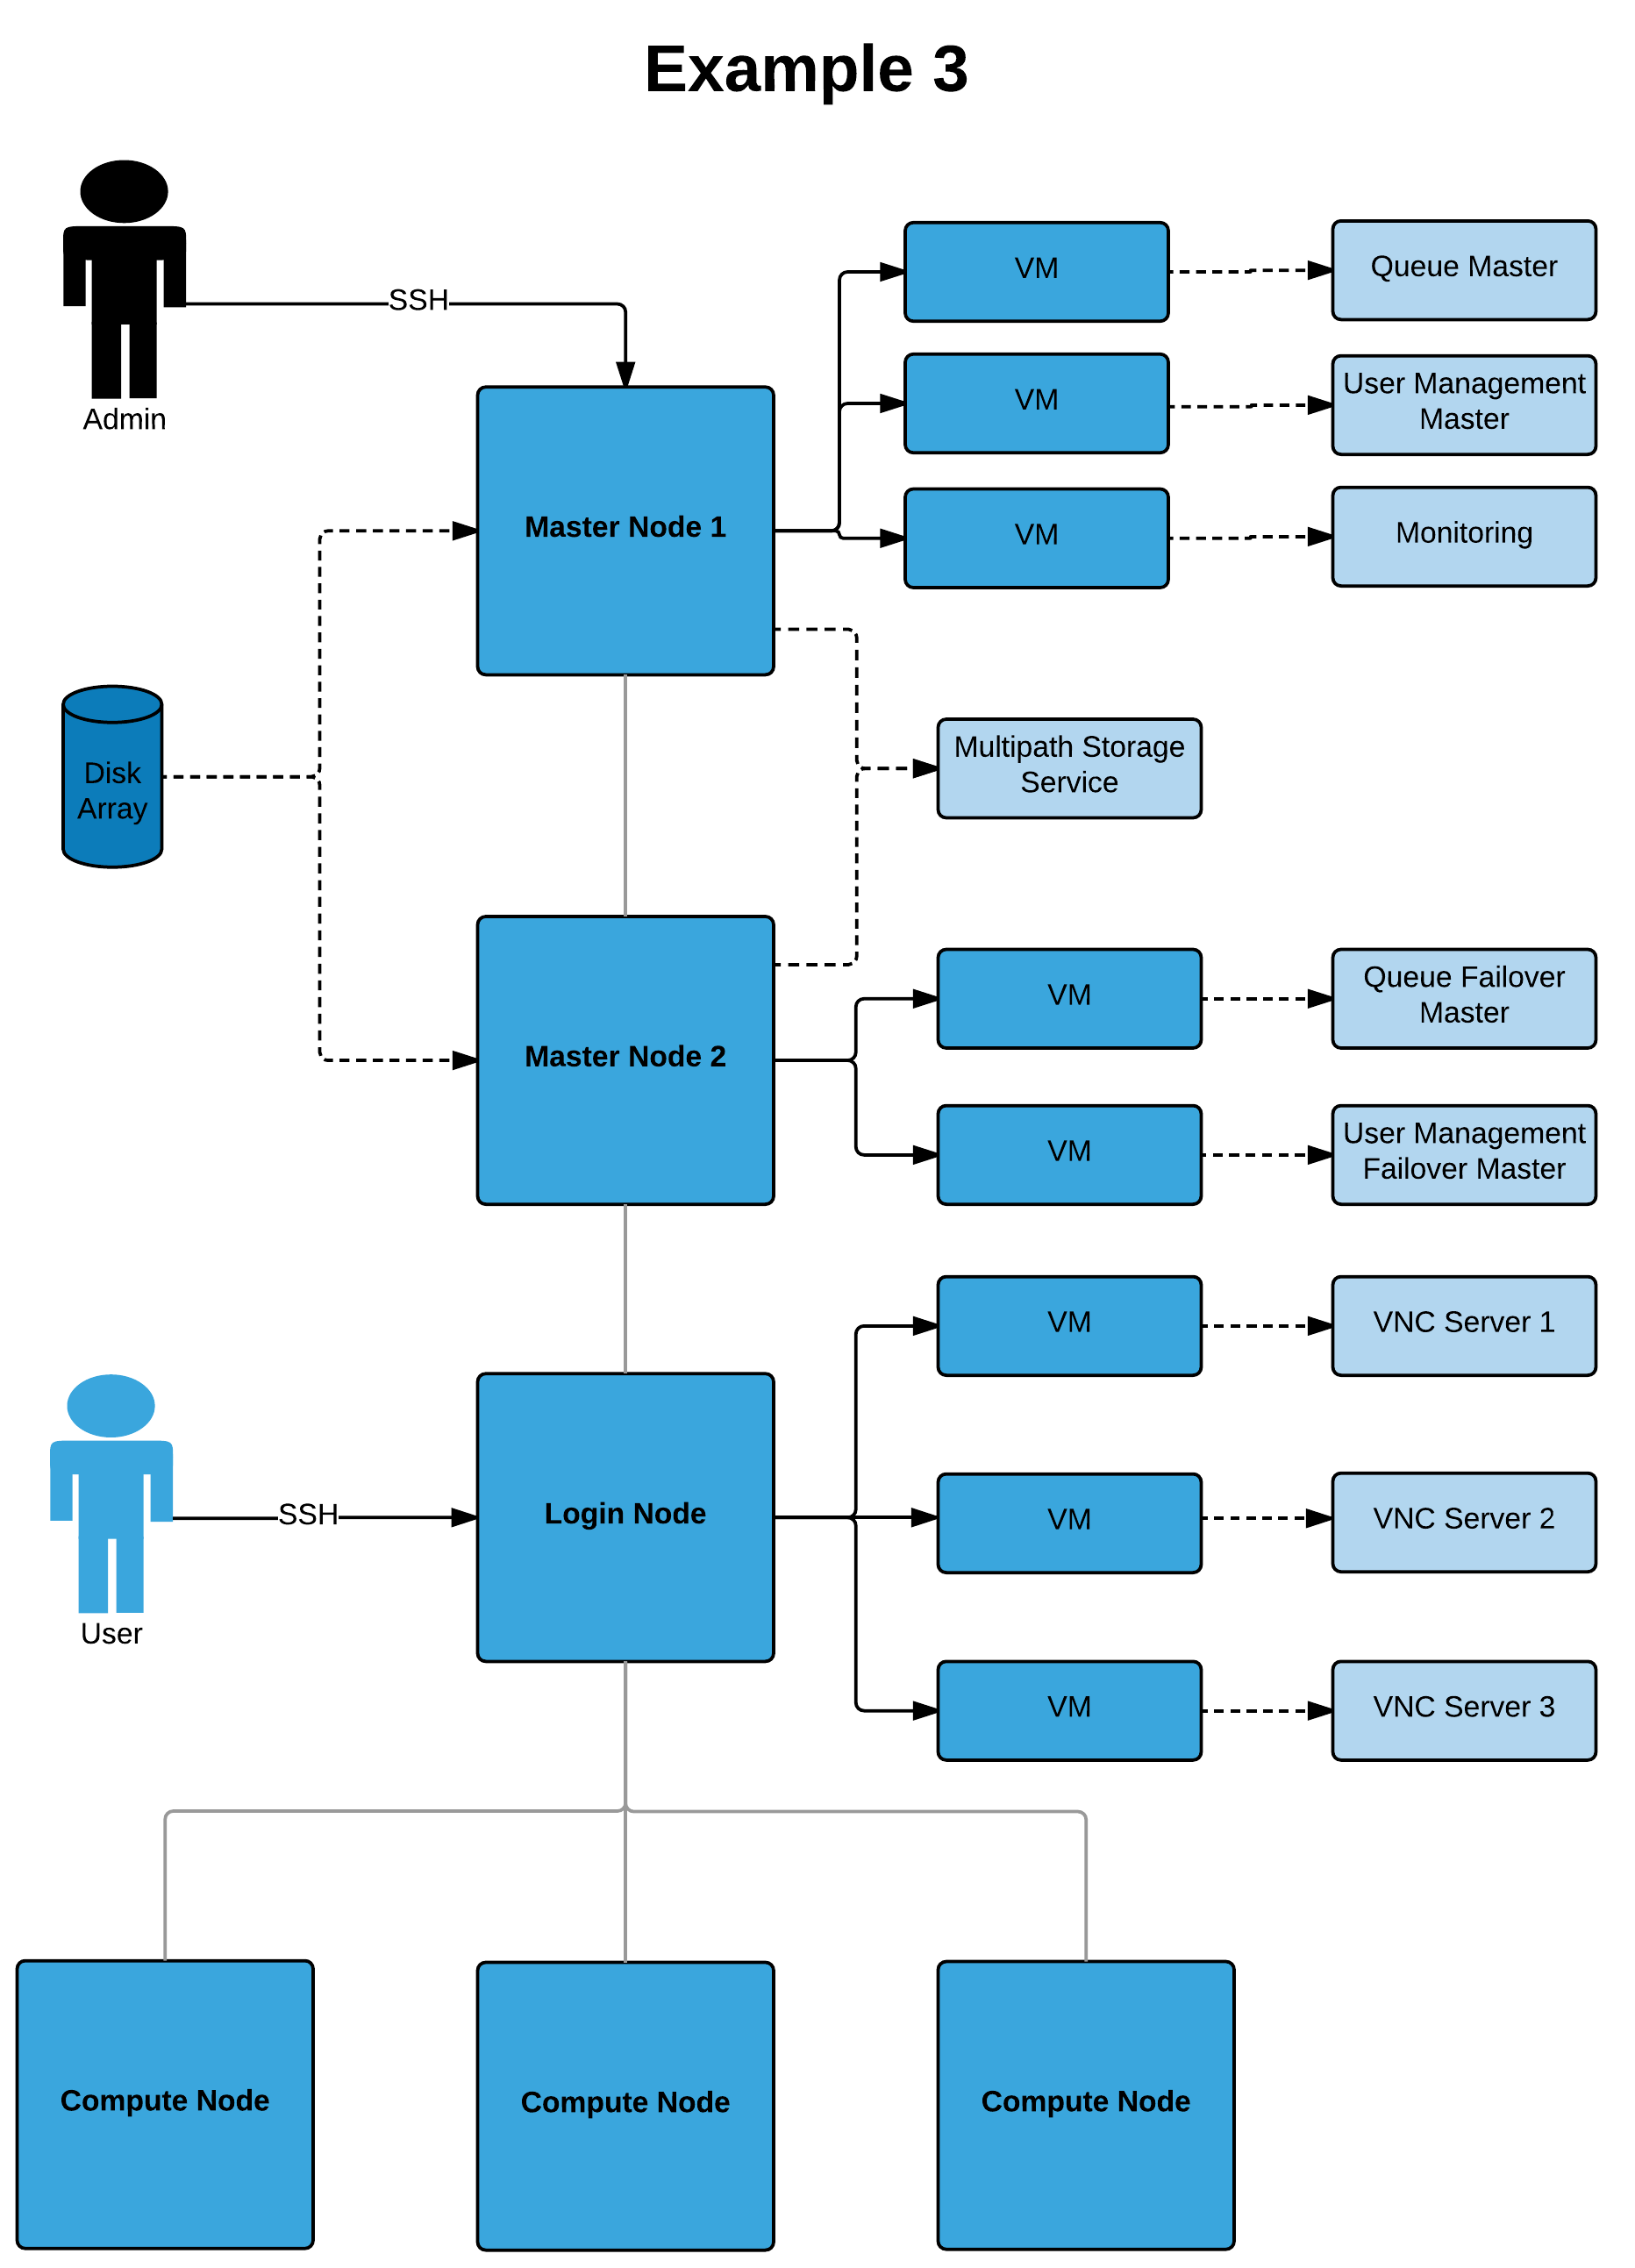 Example 3
SSH
Admin
VM
Queue Master
VM
User Management
Master
VM
Monitoring
Master Node 1
Disk
Array
Multipath Storage
Service
Master Node 2
VM
Queue Failover
Master
VM
User Management
Failover Master
User
SSH
Login Node
VM
VNC Server 1
VM
VNC Server 2
VM
VNC Server 3
Compute Node
Compute Node
Compute Node